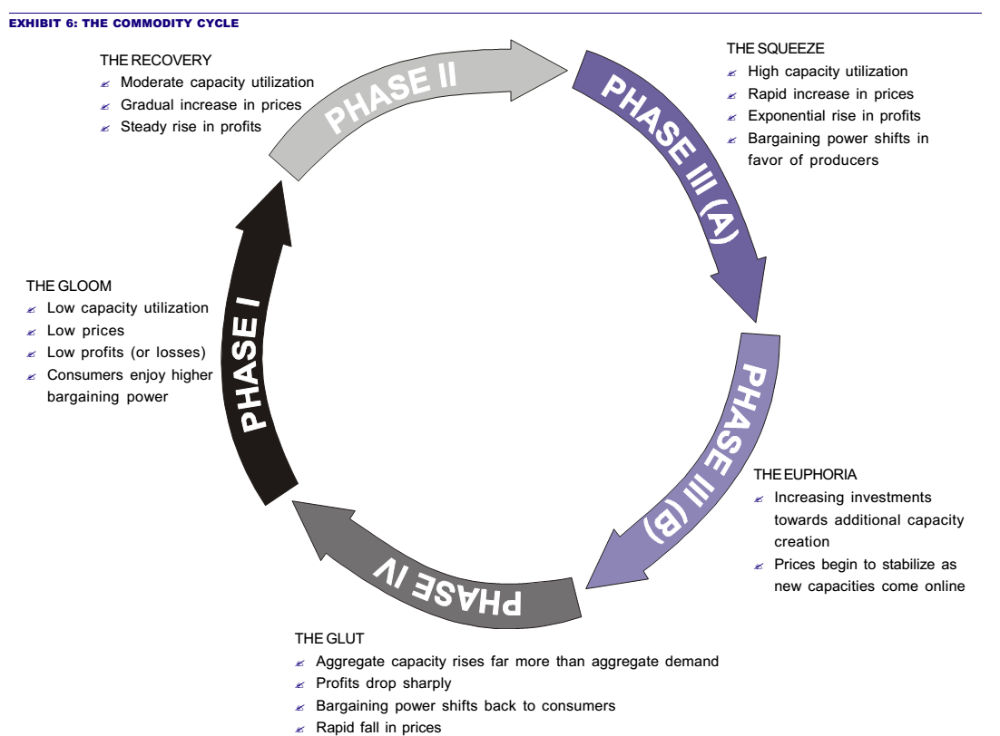 EXHIBIT 6: THE COMMODITY CYCLE
THE RECOVERY
Moderate capacity utilization
Gradual increase in prices
Steady rise in profits
PHASE II
THE SQUEEZE
High capacity utilization
Rapid increase in prices
Exponential rise in profits
Bargaining power shifts in
favor of producers
PHASE III (A)
THE GLOOM
Low capacity utilization
Low prices
Low profits (or losses)
Consumers enjoy higher
bargaining power
PHASE I
PHASE III (B)
THE EUPHORIA
Increasing investments
towards additional capacity
creation
Prices begin to stabilize as
new capacities come online
PHASE IV
THE GLUT
Aggregate capacity rises far more than aggregate demand
Profits drop sharply
Bargaining power shifts back to consumers
Rapid fall in prices